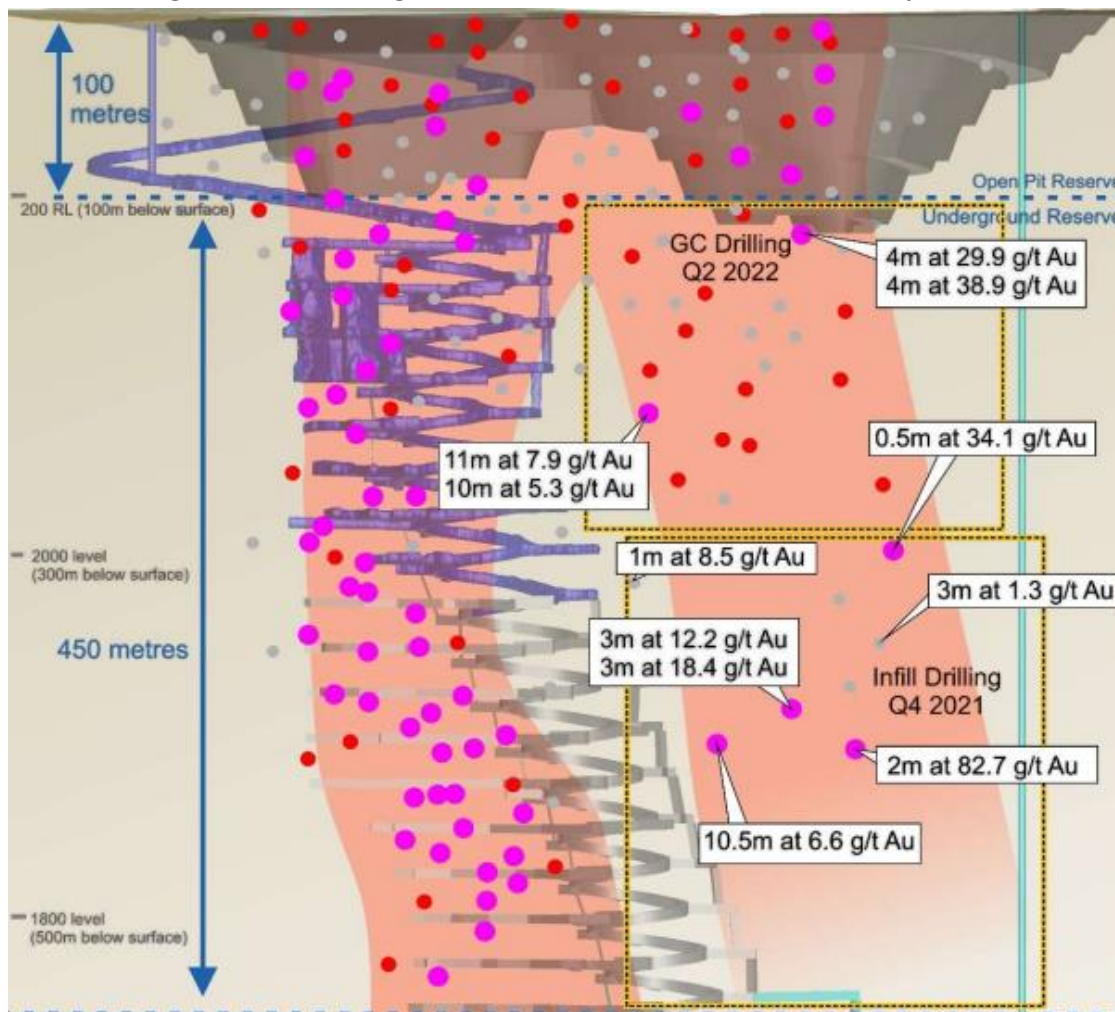 100
metres
Open Pit Reserve
200 RL (100m below surface)
Underground Reserve
GC Drilling
Q2 2022
4m at 29.9 g/t Au
4m at 38.9 g/t Au
11m at 7.9 g/t Au
10m at 5.3 g/t Au
0.5m at 34.1 g/t Au
2000 level
(300m below surface)
1m at 8.5 g/t Au
3m at 1.3 g/t Au
450 metres
3m at 12.2 g/t Au
3m at 18.4 g/t Au
Infill Drilling
Q4 2021
2m at 82.7 g/t Au
10.5m at 6.6 g/t Au
1800 level
(500m below surface)